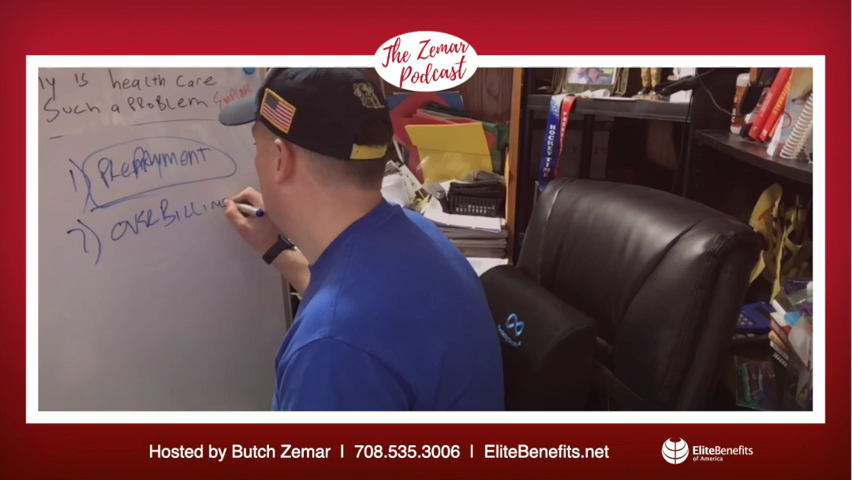 The Zemar
Podcast
ly is health care
Such a Problem
1) Prepayment
2) OVERBILLING
HOCKEYTIME
Hosted by Butch Zemar | 708.535.3006 | EliteBenefits.net
EliteBenefits
of America